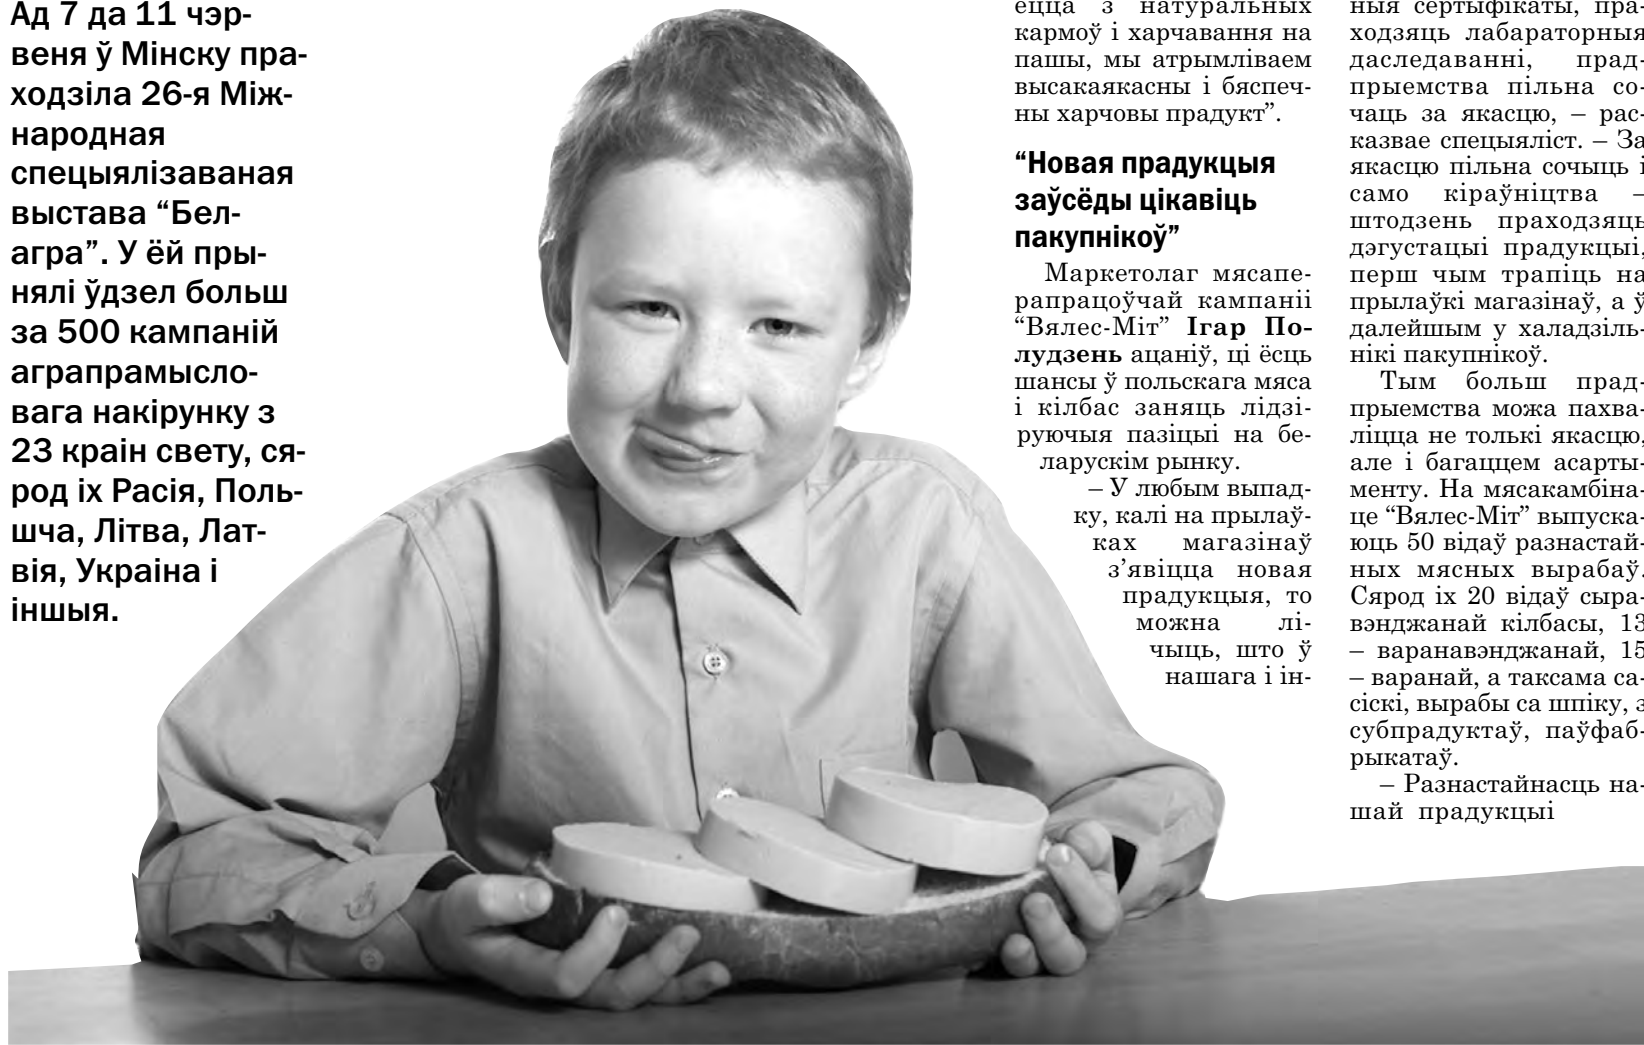 Ад 7 да 11 чэр-
веня ў Мінску пра-
ходзіла 26-я Між-
народная
спецыялізаваная
выстава “Бел-
агра”. У ёй пры-
нялі ўдзел больш
за 500 кампаній
аграпрамысло-
вага накірунку з
23 краін свету, ся-
род іх Расія, Поль-
шча, Літва, Лат-
вія, Украіна і
іншыя.
ецца з натуральных
кармоў і харчавання на
пашы, мы атрымліваем
высакаякасны і бяспеч-
ны харчовы прадукт”.
“Новая прадукцыя
заўсёды цікавіць
пакупнікоў”
Маркетолаг мясапе-
рапрацоўчай кампаніі
“Вялес-Міт” Ігар По-
лудзень ацаніў, ці ёсць
шансы ў польскага мяса
і кілбас заняць лідзі-
руючыя пазіцыі на бе-
ларускім рынку.
– У любым выпад-
ку, калі на прылаў-
ках магазінаў
з’явіцца новая
прадукцыя, то
можна лі-
чыць, што ў
нашага і ін-
ныя сертыфікаты, пра-
ходзяць лабараторныя
даследаванні, прад-
прыемства пільна со-
чаць за якасцю, – рас-
казвае спецыяліст. – За
якасцю пільна сочыць і
само кіраўніцтва –
штодзень праходзяць
дэгустацыі прадукцыі,
перш чым трапіць на
прылаўкі магазінаў, а ў
далейшым у халадзіль-
нікі пакупнікоў.
Тым больш прад-
прыемства можа пахва-
ліцца не толькі якасцю,
але і багаццем асарты-
менту. На мясакамбіна-
це “Вялес-Міт” выпуска-
юць 50 відаў разнастай-
ных мясных вырабаў.
Сярод іх 20 відаў сыра-
вэнджанай кілбасы, 13
– варанавэнджанай, 15
– варанай, а таксама са-
сіскі, вырабы са шпіку, з
субпрадуктаў, паўфаб-
рыкатаў.
– Разнастайнасць на-
шай прадукцыі